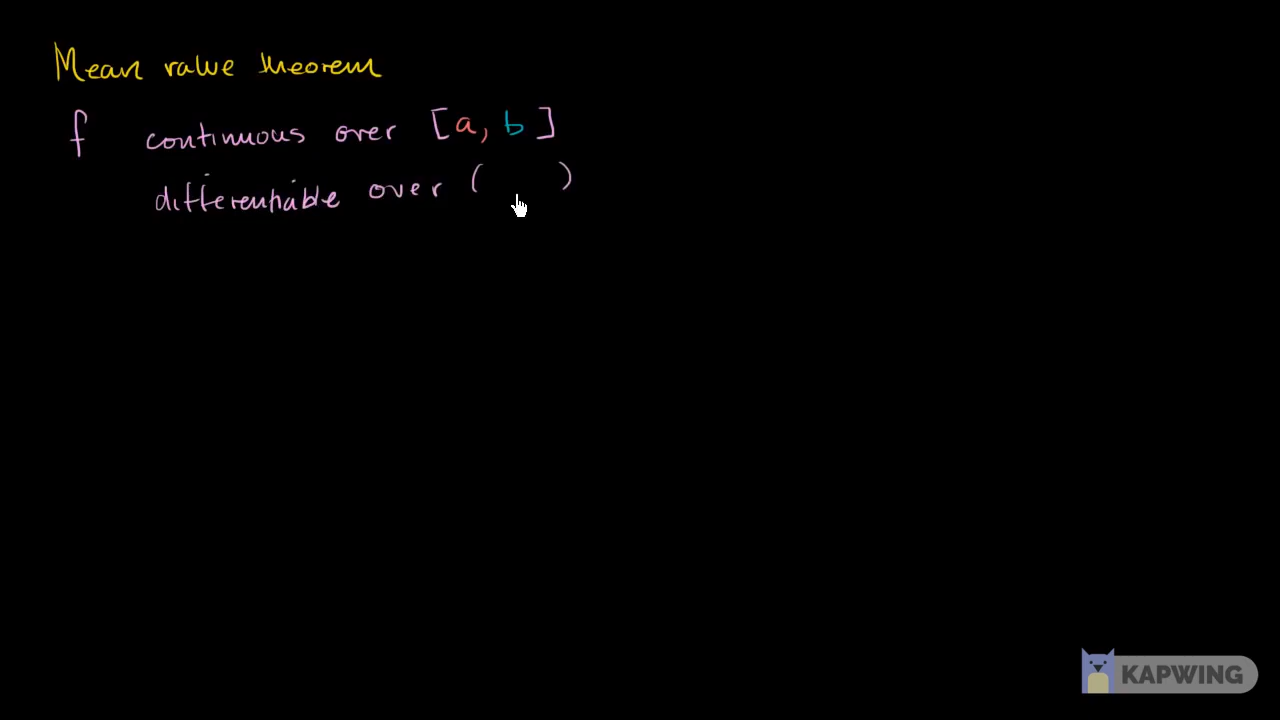 Mean value theorem
f continuous over [a, b]
differentiable over ( )
KAPWING